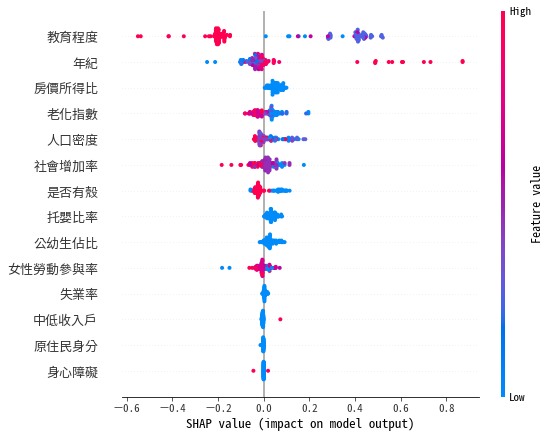 High
教育程度
年紀
房價所得比
老化指數
人口密度
社會增加率
是否有殼
托嬰比率
公幼生佔比
女性勞動參與率
失業率
中低收入戶
原住民身分
身心障礙
Feature value
Low
−0.6 −0.4 −0.2 0.0 0.2 0.4 0.6 0.8
SHAP value (impact on model output)